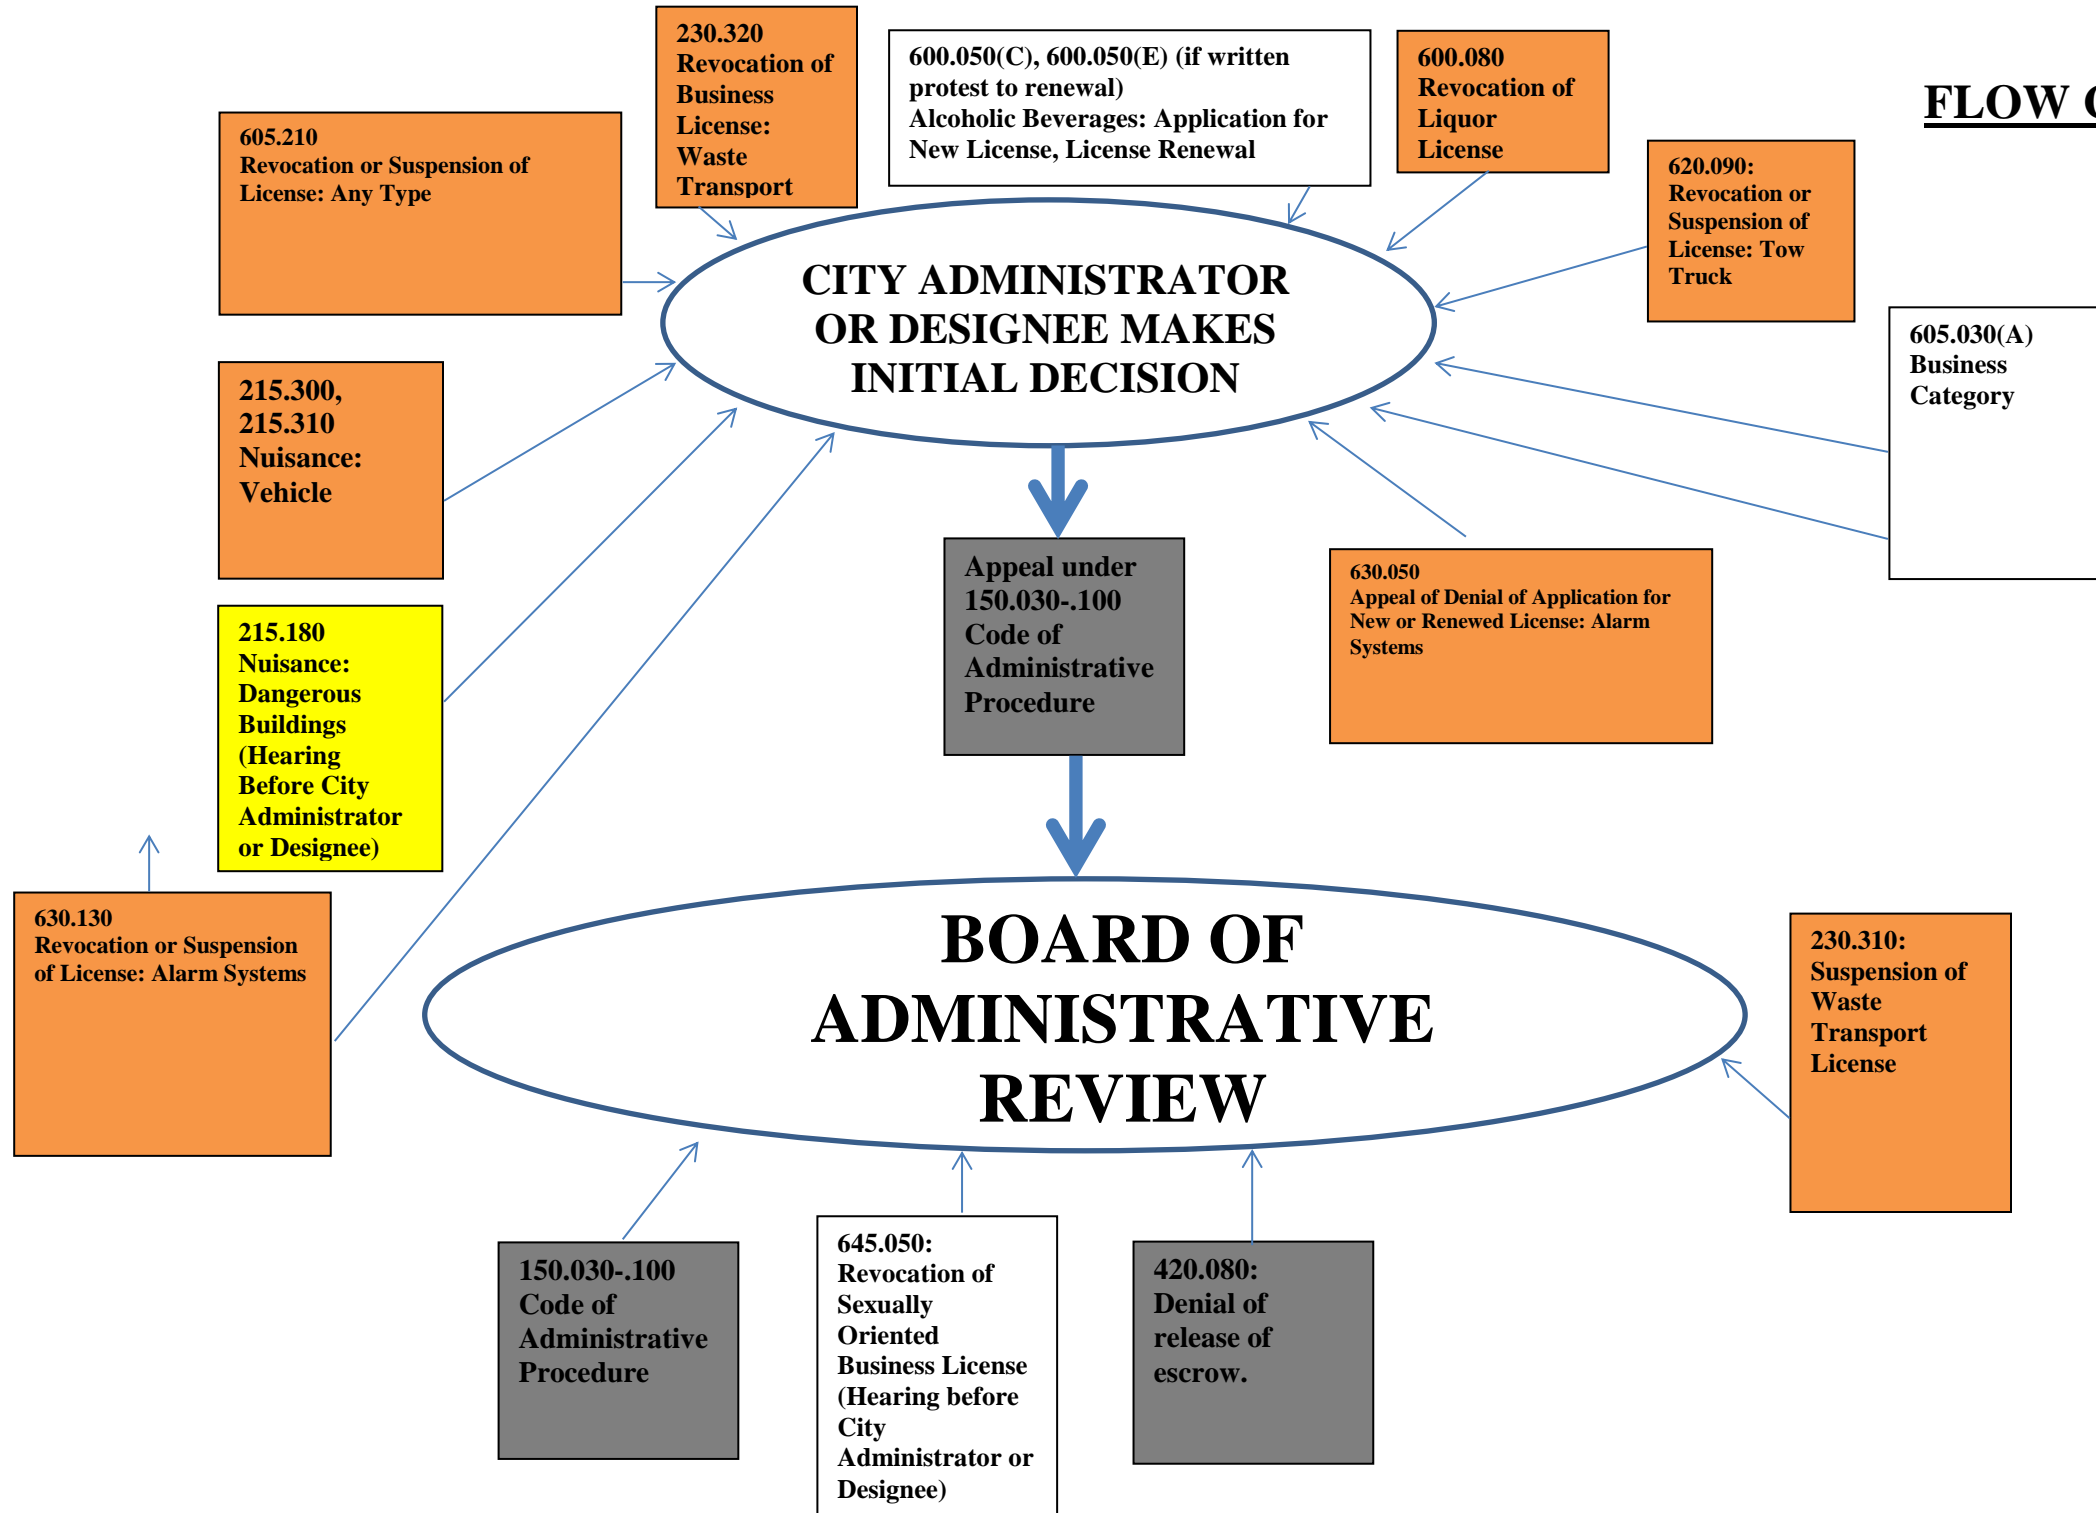 230.320
Revocation of
Business
License:
Waste
Transport
600.050(C), 600.050(E) (if written
protest to renewal)
Alcoholic Beverages: Application for
New License, License Renewal
600.080
Revocation of
Liquor
License
FLOW
605.210
Revocation or Suspension of
License: Any Type
620.090:
Revocation or
Suspension of
License: Tow
Truck
CITY ADMINISTRATOR
OR DESIGNEE MAKES
INITIAL DECISION
605.030(A)
Business
Category
215.300,
215.310
Nuisance:
Vehicle
Appeal under
150.030-.100
Code of
Administrative
Procedure
630.050
Appeal of Denial of Application for
New or Renewed License: Alarm
Systems
215.180
Nuisance:
Dangerous
Buildings
(Hearing
Before City
Administrator
or Designee)
630.130
Revocation or Suspension
of License: Alarm Systems
BOARD OF
ADMINISTRATIVE
REVIEW
230.310:
Suspension of
Waste
Transport
License
150.030-.100
Code of
Administrative
Procedure
645.050:
Revocation of
Sexually
Oriented
Business License
(Hearing before
City
Administrator or
Designee)
420.080:
Denial of
release of
escrow.